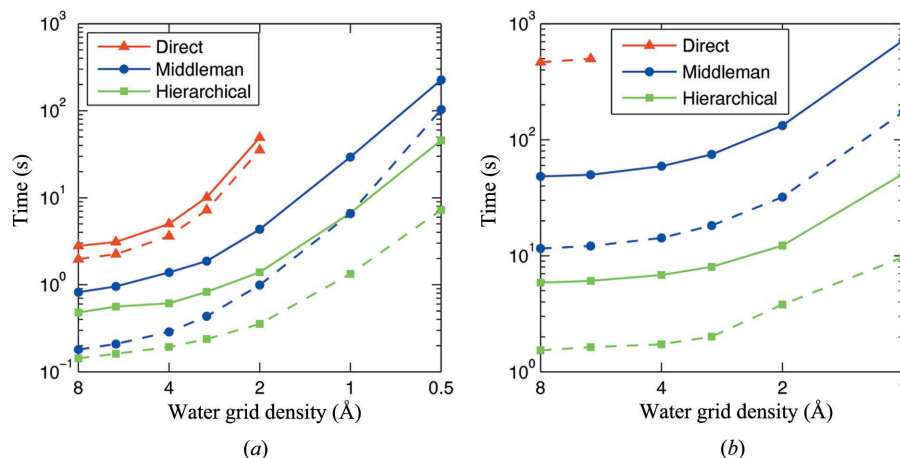 10³
10²
10¹
10⁰
10⁻¹
Time (s)
Direct
Middleman
Hierarchical
8
4
2
1
0.5
Water grid density (Å)
(a)
10³
10²
10¹
10⁰
Time (s)
Direct
Middleman
Hierarchical
8
4
2
Water grid density (Å)
(b)